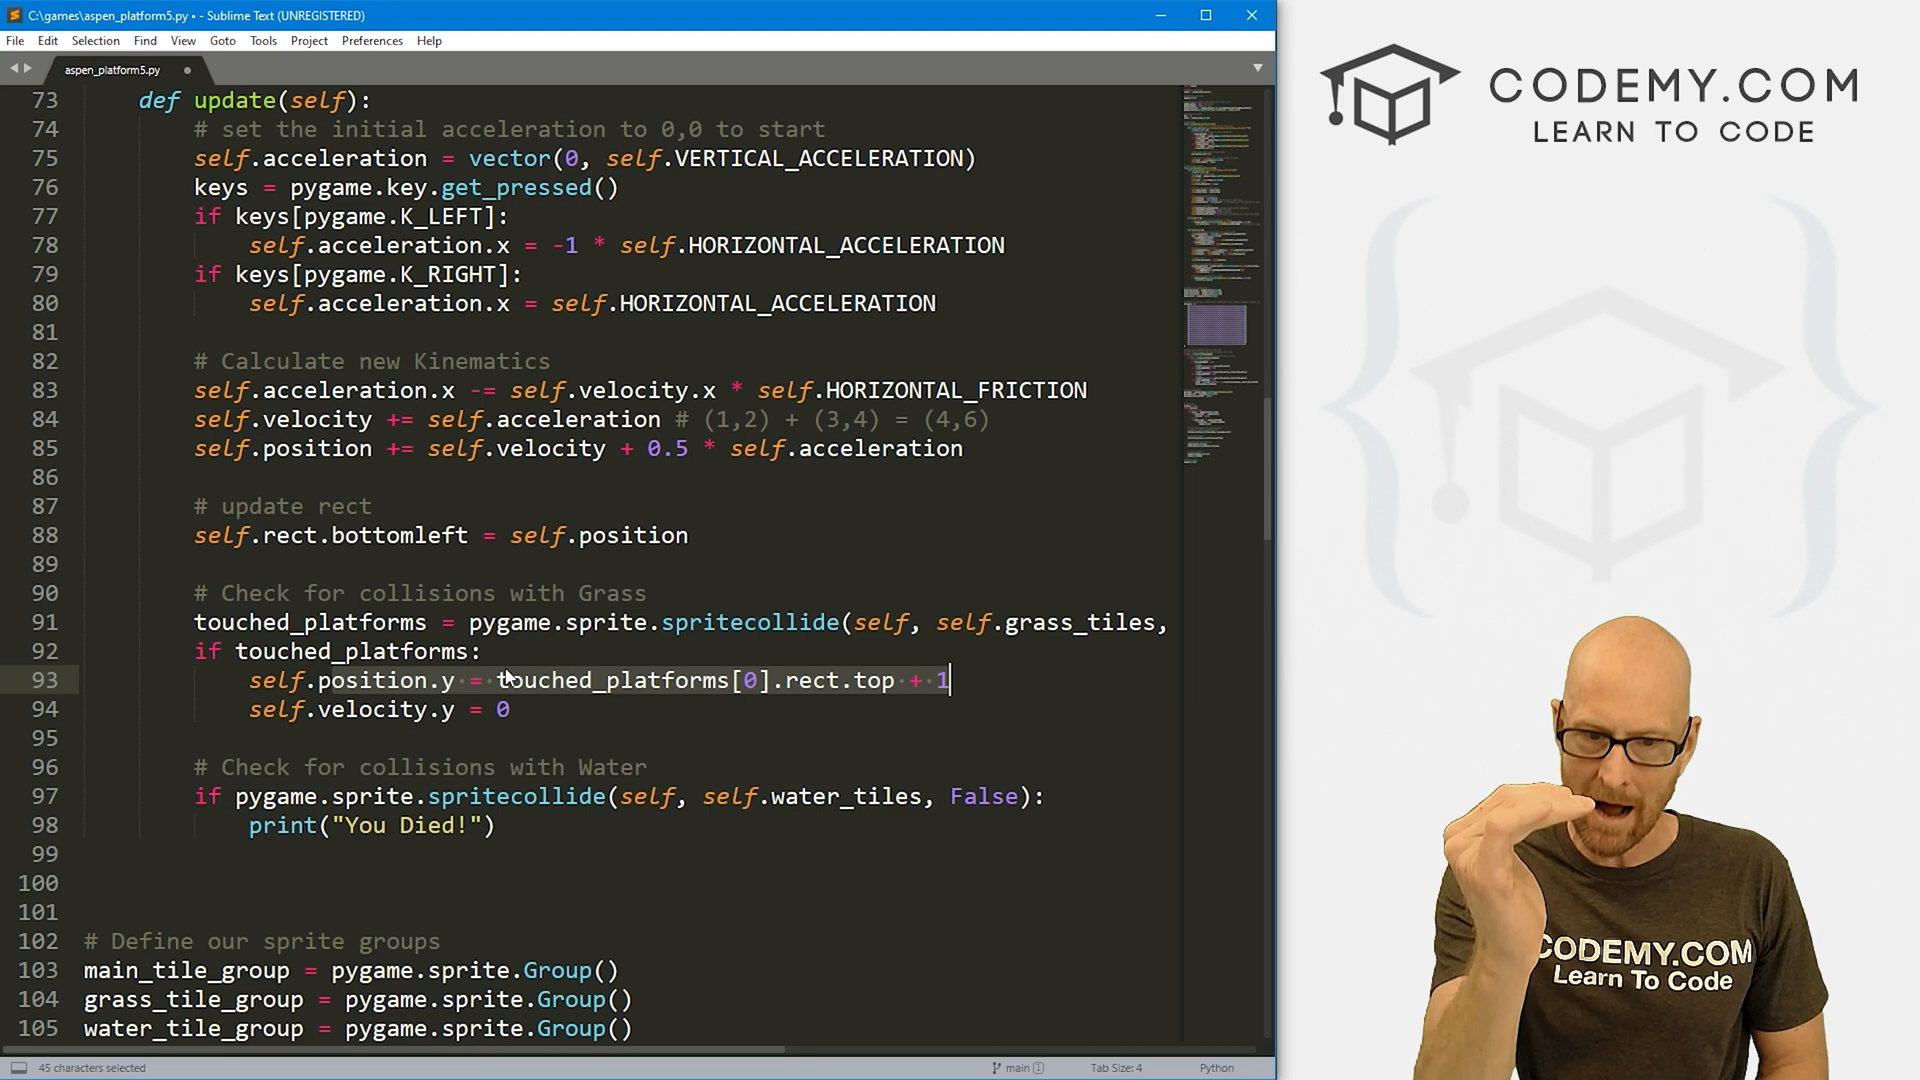 C:\games\aspen_platform5.py • - Sublime Text (UNREGISTERED)
File Edit Selection Find View Goto Tools Project Preferences Help
aspen_platform5.py
73 def update(self):
74 # set the initial acceleration to 0,0 to start
75 self.acceleration = vector(0, self.VERTICAL_ACCELERATION)
76 keys = pygame.key.get_pressed()
77 if keys[pygame.K_LEFT]:
78 self.acceleration.x = -1 * self.HORIZONTAL_ACCELERATION
79 if keys[pygame.K_RIGHT]:
80 self.acceleration.x = self.HORIZONTAL_ACCELERATION
81
82 # Calculate new Kinematics
83 self.acceleration.x -= self.velocity.x * self.HORIZONTAL_FRICTION
84 self.velocity += self.acceleration # (1,2) + (3,4) = (4,6)
85 self.position += self.velocity + 0.5 * self.acceleration
86
87 # update rect
88 self.rect.bottomleft = self.position
89
90 # Check for collisions with Grass
91 touched_platforms = pygame.sprite.spritecollide(self, self.grass_tiles,
92 if touched_platforms:
93 self.position.y = touched_platforms[0].rect.top + 1
94 self.velocity.y = 0
95
96 # Check for collisions with Water
97 if pygame.sprite.spritecollide(self, self.water_tiles, False):
98 print("You Died!")
99
100
101
102 # Define our sprite groups
103 main_tile_group = pygame.sprite.Group()
104 grass_tile_group = pygame.sprite.Group()
105 water_tile_group = pygame.sprite.Group()
45 characters selected
main 1
Tab Size: 4
Python
CODEMY.COM
LEARN TO CODE
CODEMY.COM
Learn To Code